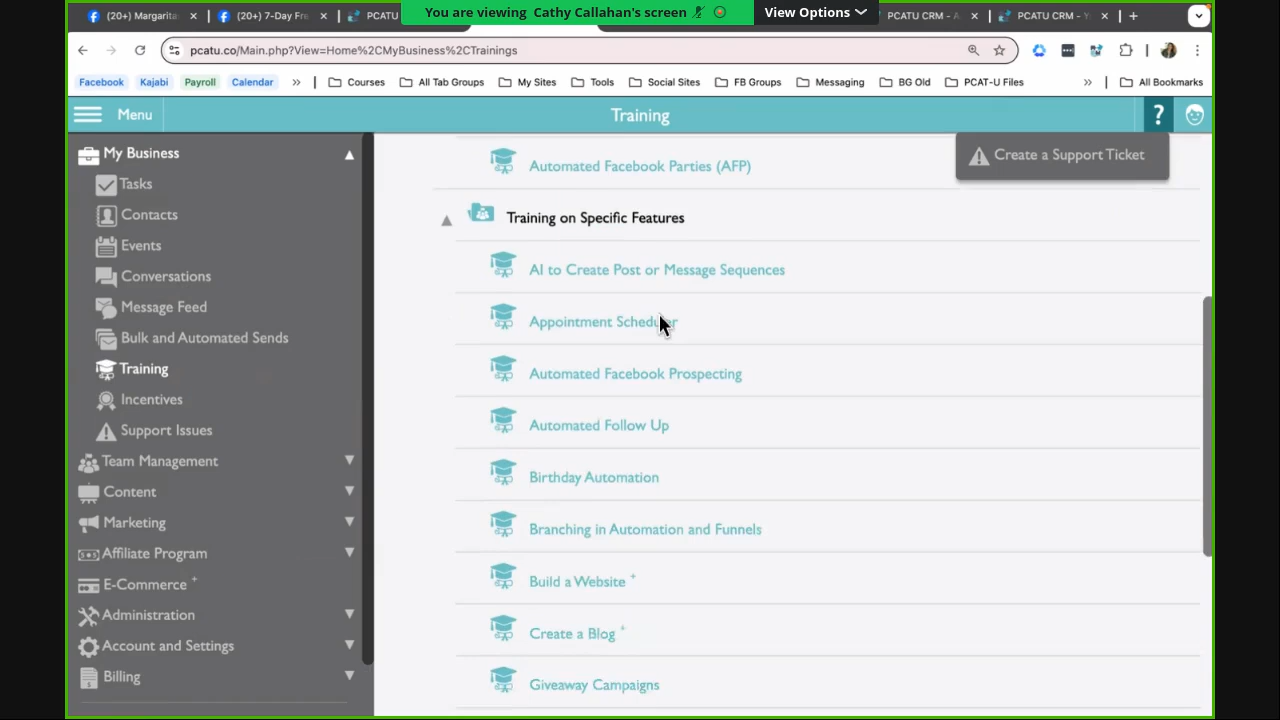 You are viewing Cathy Callahan's screen
View Options
(20+) Margarita
(20+) 7-Day Fre
PCATU
PCATU CRM - A
PCATU CRM - Y
pcatu.co/Main.php?View=Home%2CMyBusiness%2CTrainings
Facebook
Kajabi
Payroll
Calendar
»
Courses
All Tab Groups
My Sites
Tools
Social Sites
FB Groups
Messaging
BG Old
PCAT-U Files
»
All Bookmarks
Menu
Training
?
My Business
Tasks
Contacts
Events
Conversations
Message Feed
Bulk and Automated Sends
Training
Incentives
Support Issues
Team Management
Content
Marketing
Affiliate Program
E-Commerce +
Administration
Account and Settings
Billing
Create a Support Ticket
Automated Facebook Parties (AFP)
Training on Specific Features
AI to Create Post or Message Sequences
Appointment Scheduler
Automated Facebook Prospecting
Automated Follow Up
Birthday Automation
Branching in Automation and Funnels
Build a Website +
Create a Blog +
Giveaway Campaigns